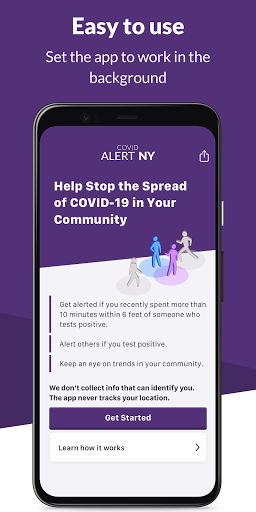 Easy to use
Set the app to work in the
background
COVID
ALERT NY
Help Stop the Spread
of COVID-19 in Your
Community
Get alerted if you recently spent more than
10 minutes within 6 feet of someone who
tests positive.
Alert others if you test positive.
Keep an eye on trends in your community.
We don't collect info that can identify you.
The app never tracks your location.
Get Started
Learn how it works